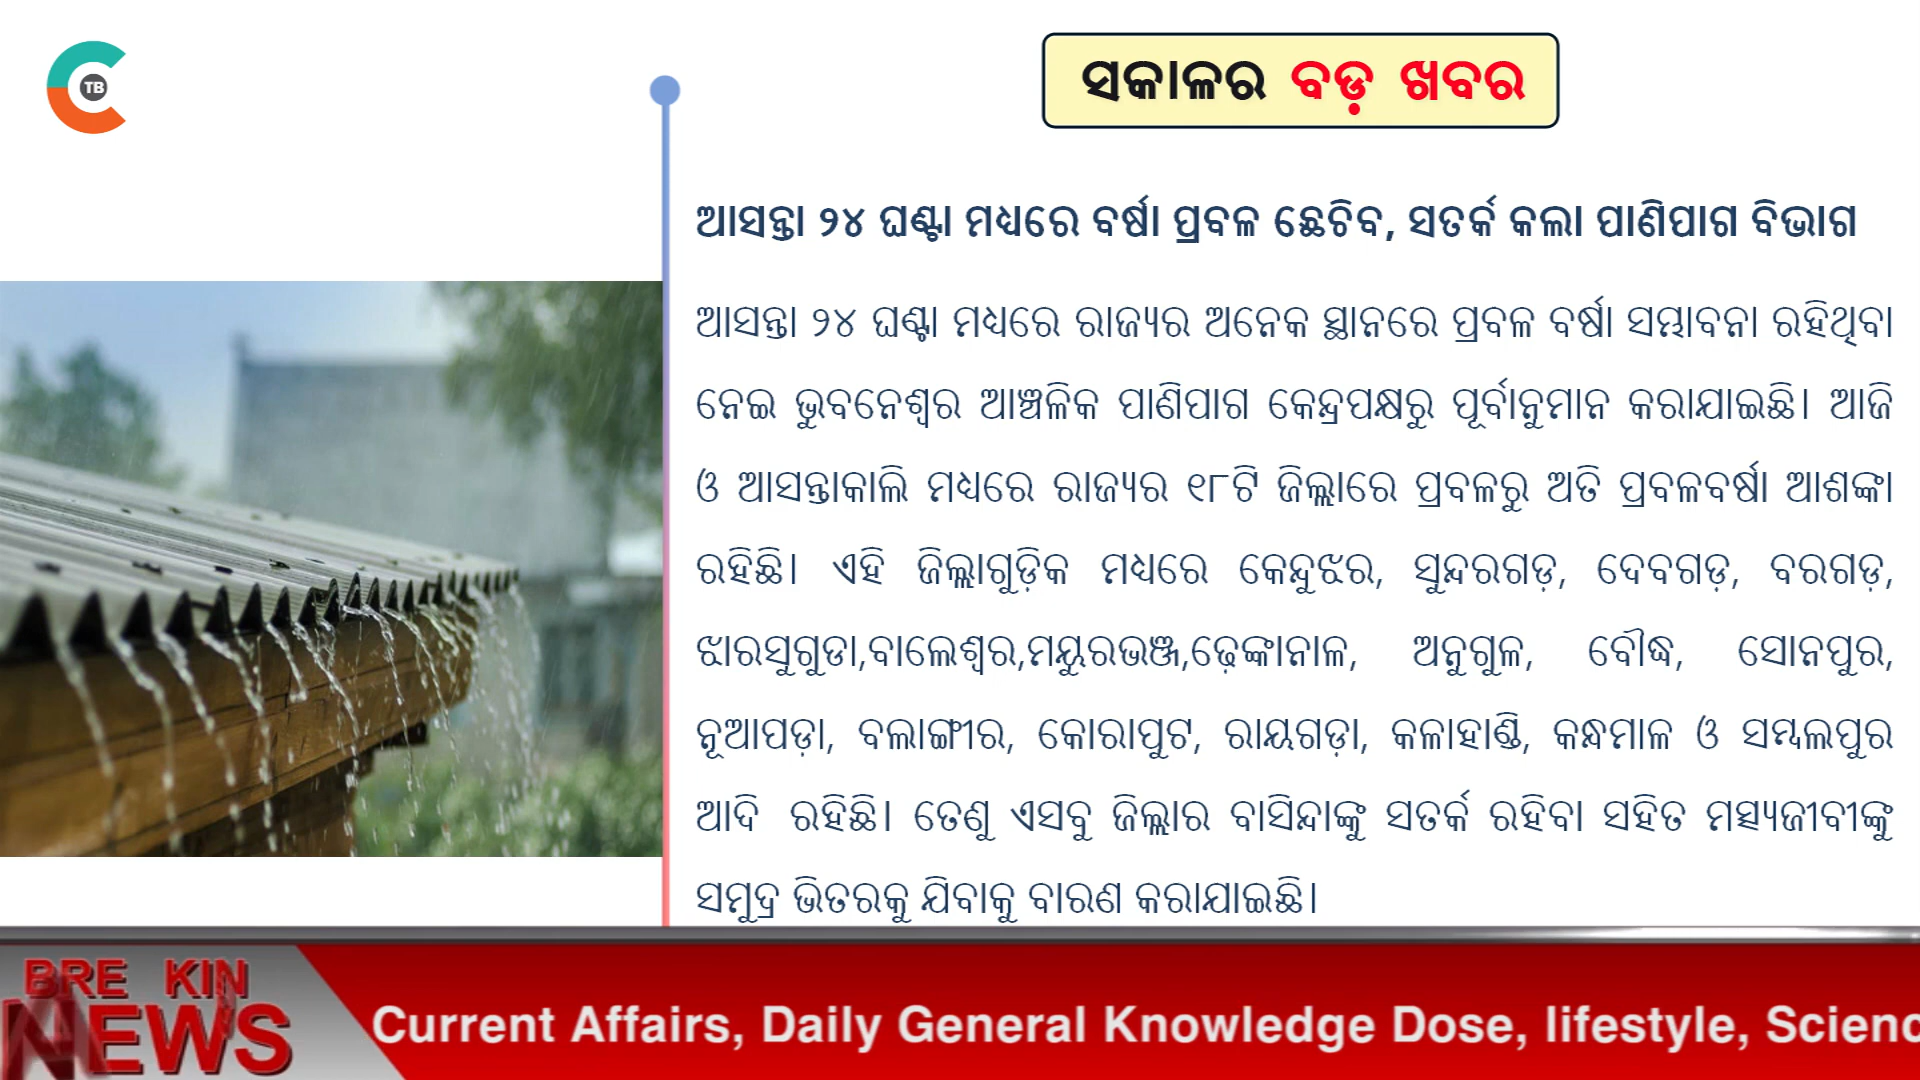 TB
ସକାଳର ବଡ଼ ଖବର
ଆସନ୍ତା ୨୪ ଘଣ୍ଟା ମଧ୍ୟରେ ବର୍ଷା ପ୍ରବଳ ଛେଚିବ, ସତର୍କ କଲା ପାଣିପାଗ ବିଭାଗ
ଆସନ୍ତା ୨୪ ଘଣ୍ଟା ମଧ୍ୟରେ ରାଜ୍ୟର ଅନେକ ସ୍ଥାନରେ ପ୍ରବଳ ବର୍ଷା ସମ୍ଭାବନା ରହିଥିବା
ନେଇ ଭୁବନେଶ୍ୱର ଆଞ୍ଚଳିକ ପାଣିପାଗ କେନ୍ଦ୍ରପକ୍ଷରୁ ପୂର୍ବାନୁମାନ କରାଯାଇଛି। ଆଜି
ଓ ଆସନ୍ତାକାଲି ମଧ୍ୟରେ ରାଜ୍ୟର ୧୮ଟି ଜିଲ୍ଲାରେ ପ୍ରବଳରୁ ଅତି ପ୍ରବଳବର୍ଷା ଆଶଙ୍କା
ରହିଛି। ଏହି ଜିଲ୍ଲାଗୁଡ଼ିକ ମଧ୍ୟରେ କେନ୍ଦୁଝର, ସୁନ୍ଦରଗଡ଼, ଦେବଗଡ଼, ବରଗଡ଼,
ଝାରସୁଗୁଡା,ବାଲେଶ୍ୱର,ମୟୁରଭଞ୍ଜ,ଢ଼େଙ୍କାନାଳ, ଅନୁଗୁଳ, ବୌଦ୍ଧ, ସୋନପୁର,
ନୂଆପଡ଼ା, ବଲାଙ୍ଗୀର, କୋରାପୁଟ, ରାୟଗଡ଼ା, କଳାହାଣ୍ଡି, କନ୍ଧମାଳ ଓ ସମ୍ବଲପୁର
ଆଦି ରହିଛି। ତେଣୁ ଏସବୁ ଜିଲ୍ଲାର ବାସିନ୍ଦାଙ୍କୁ ସତର୍କ ରହିବା ସହିତ ମତ୍ସ୍ୟଜୀବୀଙ୍କୁ
ସମୁଦ୍ର ଭିତରକୁ ଯିବାକୁ ବାରଣ କରାଯାଇଛି।
BRE KIN
NEWS
Current Affairs, Daily General Knowledge Dose, lifestyle, Scienc